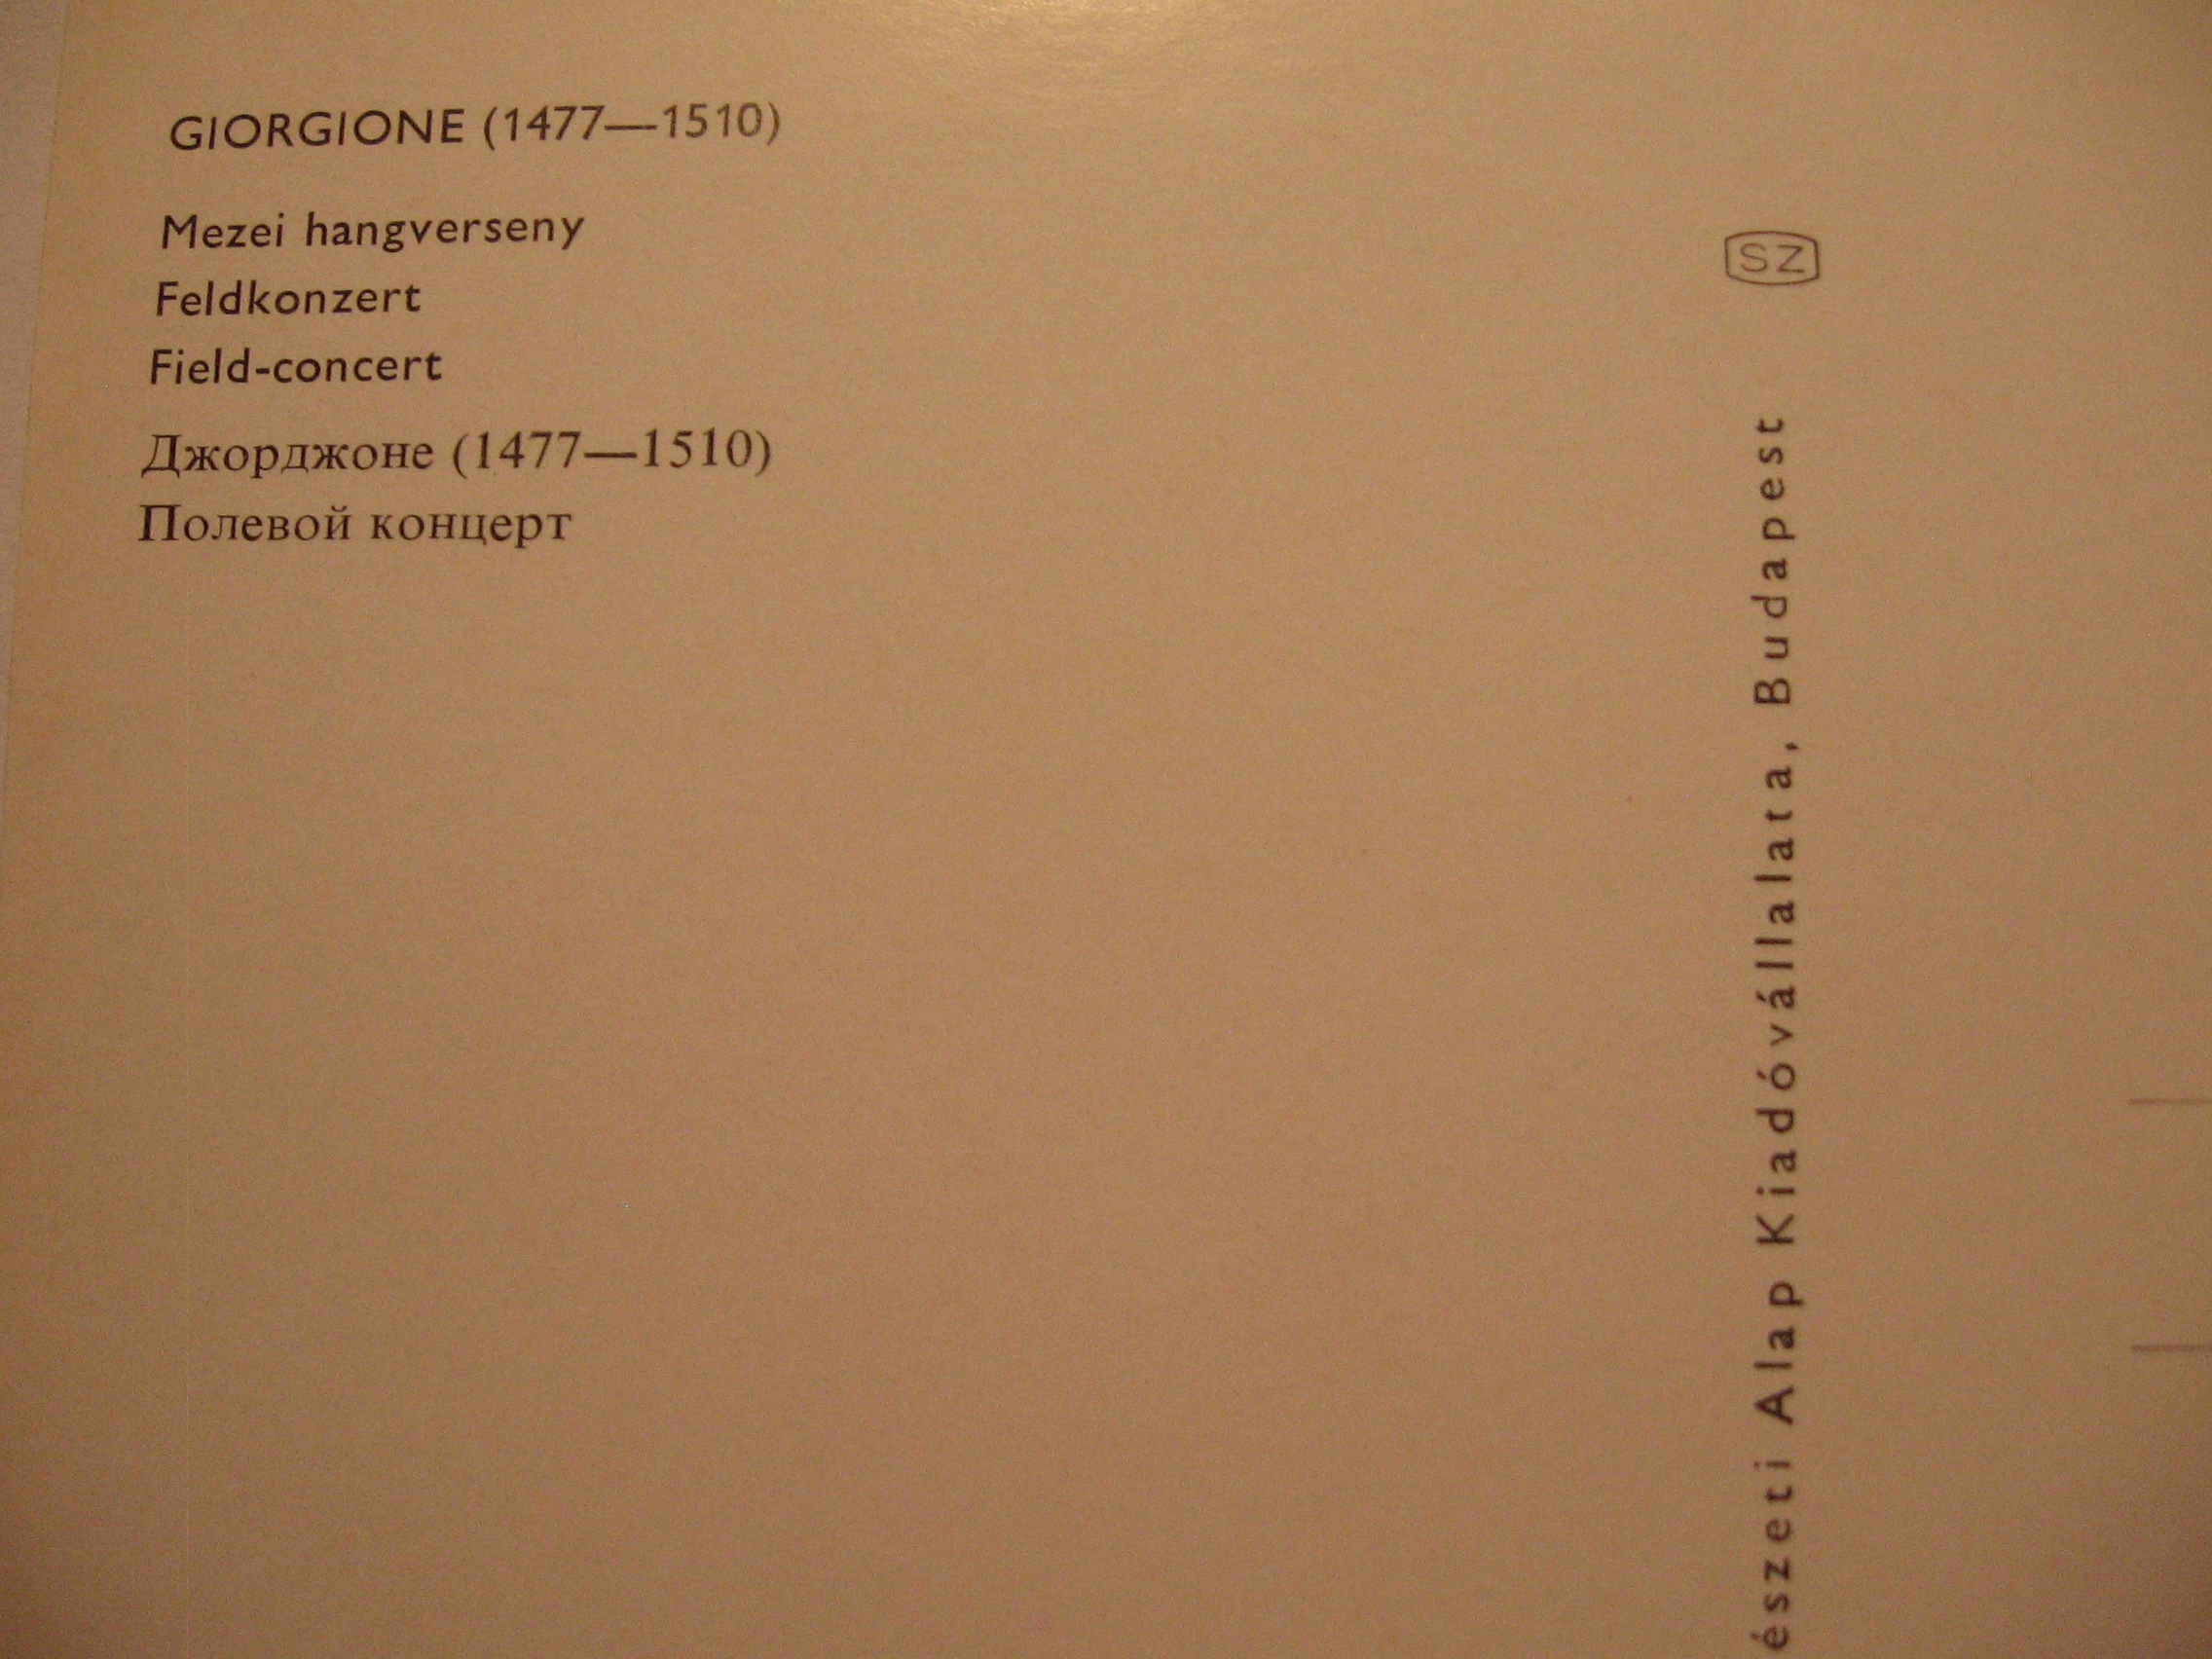 GIORGIONE (1477—1510)
Mezei hangverseny
Feldkonzert
Field-concert
Джорджоне (1477—1510)
Полевой концерт
SZ
észeti Alap Kiadóvállalata, Budapest